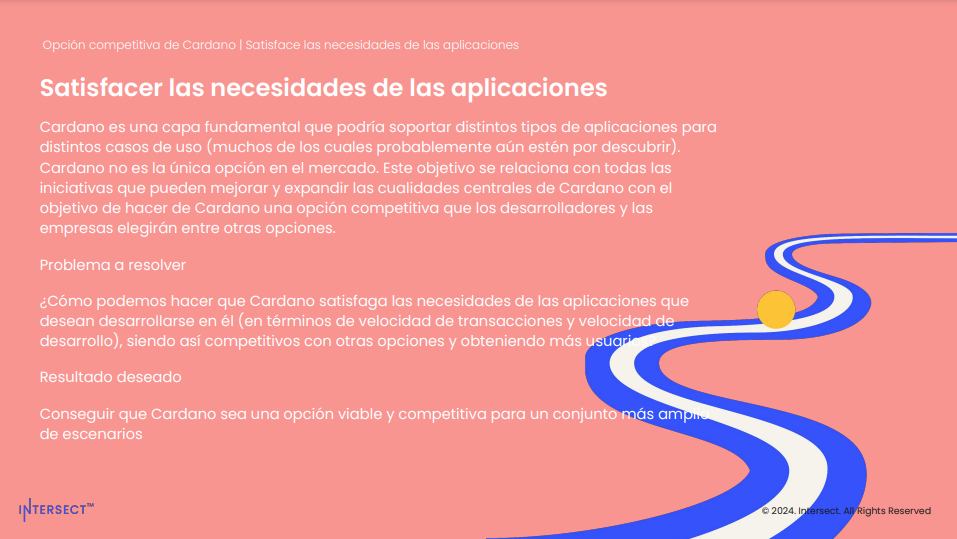 Opción competitiva de Cardano | Satisface las necesidades de las aplicaciones
Satisfacer las necesidades de las aplicaciones
Cardano es una capa fundamental que podría soportar distintos tipos de aplicaciones para
distintos casos de uso (muchos de los cuales probablemente aún estén por descubrir).
Cardano no es la única opción en el mercado. Este objetivo se relaciona con todas las
iniciativas que pueden mejorar y expandir las cualidades centrales de Cardano con el
objetivo de hacer de Cardano una opción competitiva que los desarrolladores y las
empresas elegirán entre otras opciones.
Problema a resolver
¿Cómo podemos hacer que Cardano satisfaga las necesidades de las aplicaciones que
desean desarrollarse en él (en términos de velocidad de transacciones y velocidad de
desarrollo), siendo así competitivos con otras opciones y obteniendo más usuarios?
Resultado deseado
Conseguir que Cardano sea una opción viable y competitiva para un conjunto más amplio
de escenarios
INTERSECT™
© 2024. Intersect. All Rights Reserved